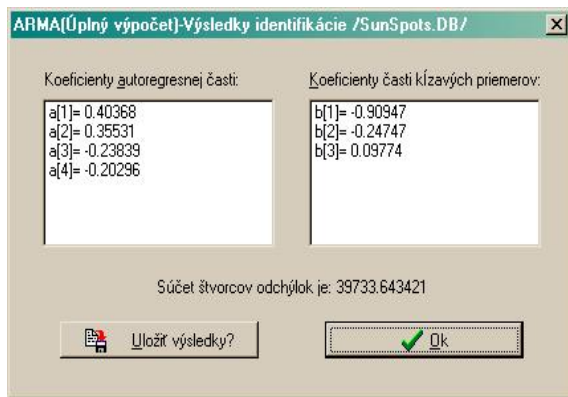 ARMA(Úplný výpočet)-Výsledky identifikácie /SunSpots.DB/
Koeficienty autoregresnej časti:
a[1]= 0.40368
a[2]= 0.35531
a[3]= -0.23839
a[4]= -0.20296
Koeficienty časti kĺzavých priemerov:
b[1]= -0.90947
b[2]= -0.24747
b[3]= 0.09774
Súčet štvorcov odchýlok je: 39733.643421
Uložiť výsledky?
Ok